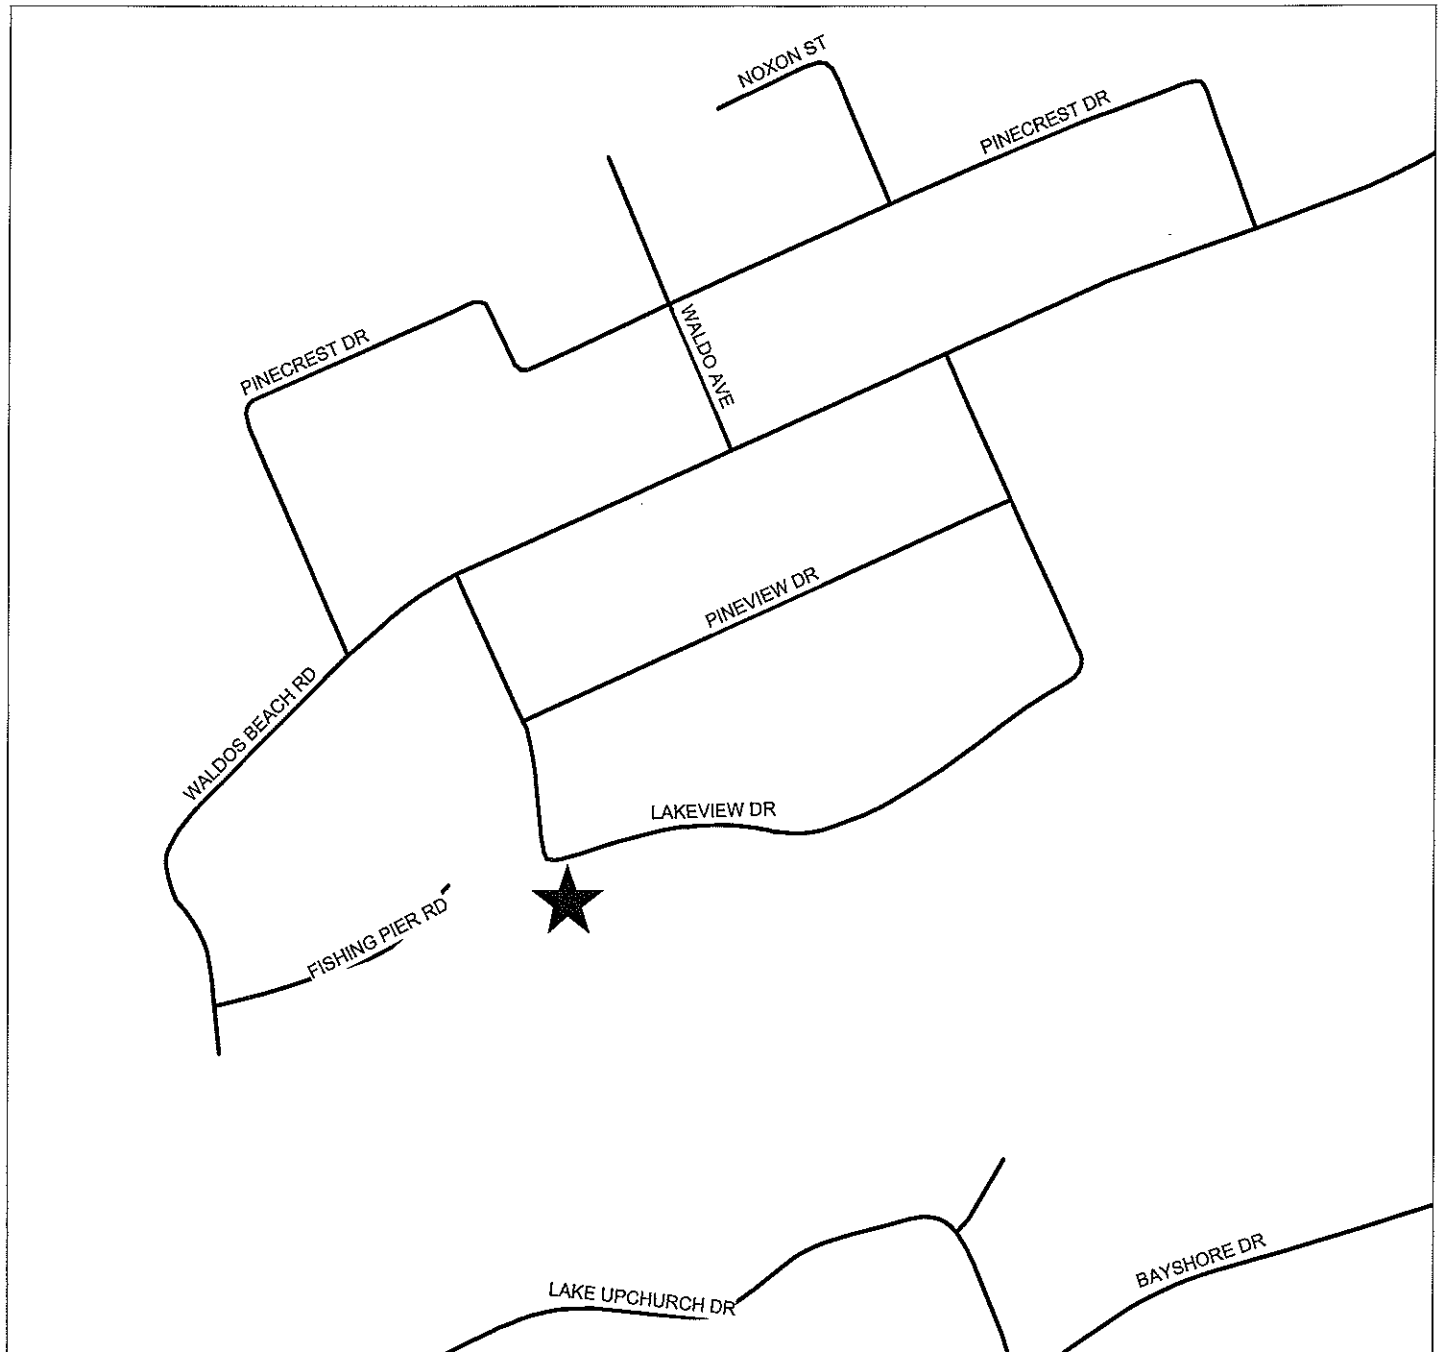 NOXON ST
PINECREST DR
PINECREST DR
WALDO AVE
PINEVIEW DR
WALDOS BEACH RD
LAKEVIEW DR
FISHING PIER RD
BAYSHORE DR
LAKE UPCHURCH DR